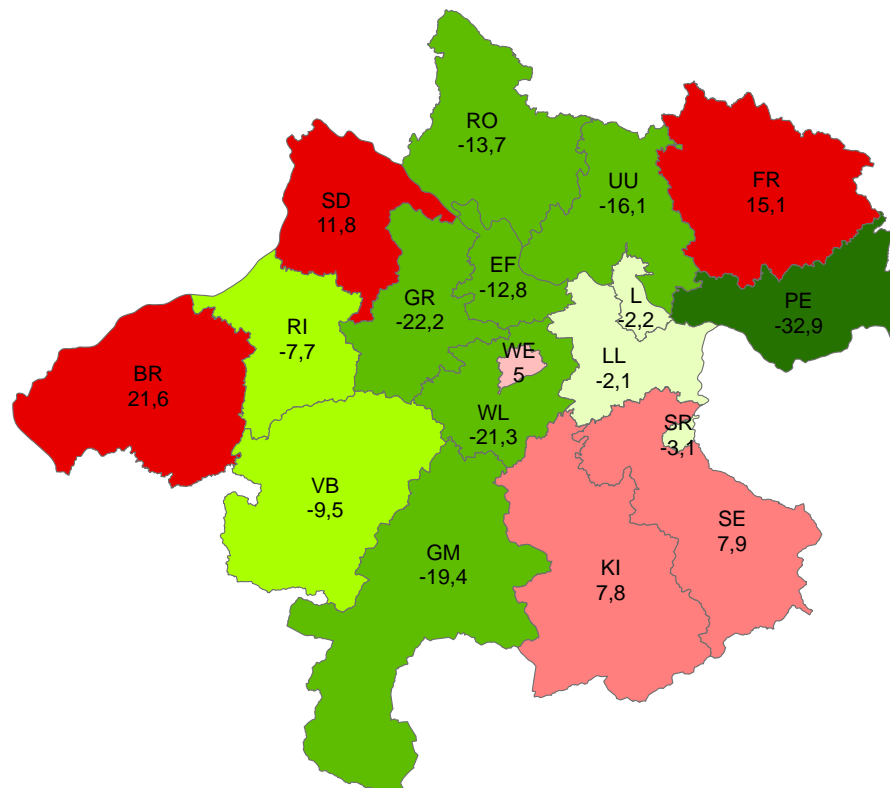 RO
-13,7
UU
-16,1
FR
15,1
SD
11,8
EF
-12,8
GR
-22,2
L
-2,2
PE
-32,9
RI
-7,7
WE
5
LL
-2,1
BR
21,6
WL
-21,3
SR
-3,1
VB
-9,5
SE
7,9
GM
-19,4
KI
7,8